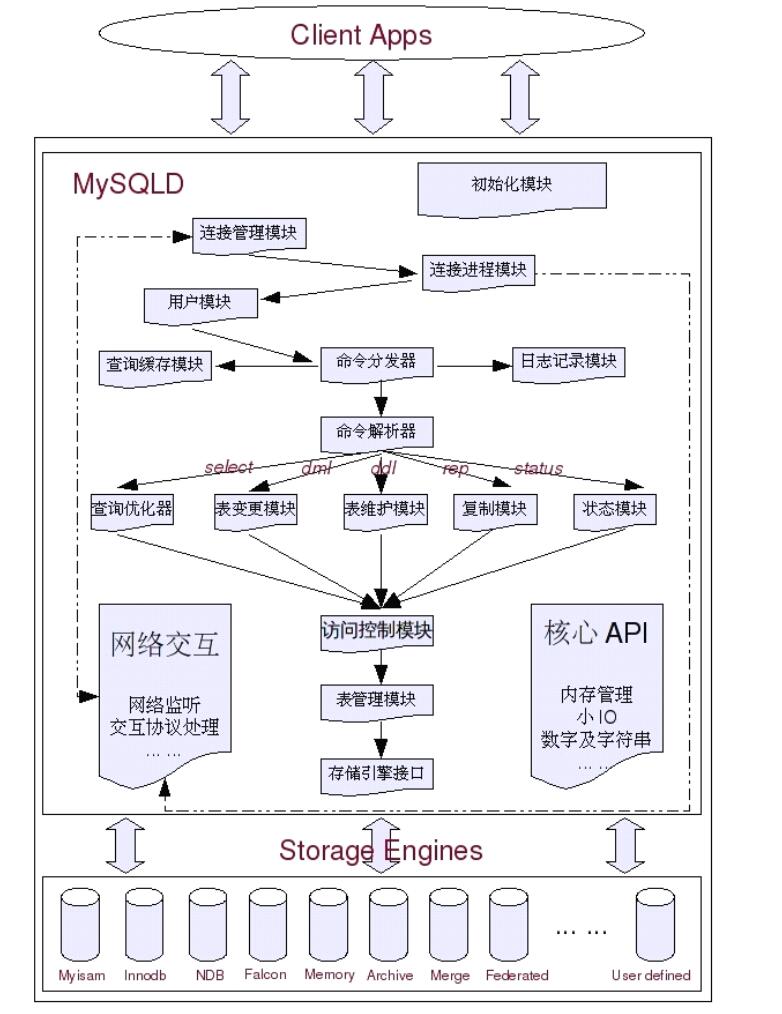 Client Apps
MySQLD
初始化模块
连接管理模块
连接进程模块
用户模块
查询缓存模块
命令分发器
日志记录模块
命令解析器
select
dml
ddl
rep
status
查询优化器
表变更模块
表维护模块
复制模块
状态模块
网络交互
网络监听
交互协议处理
... ...
访问控制模块
表管理模块
存储引擎接口
核心 API
内存管理
小 IO
数字及字符串
... ...
Storage Engines
Myisam
Innodb
NDB
Falcon
Memory
Archive
Merge
Federated
... ...
User defined